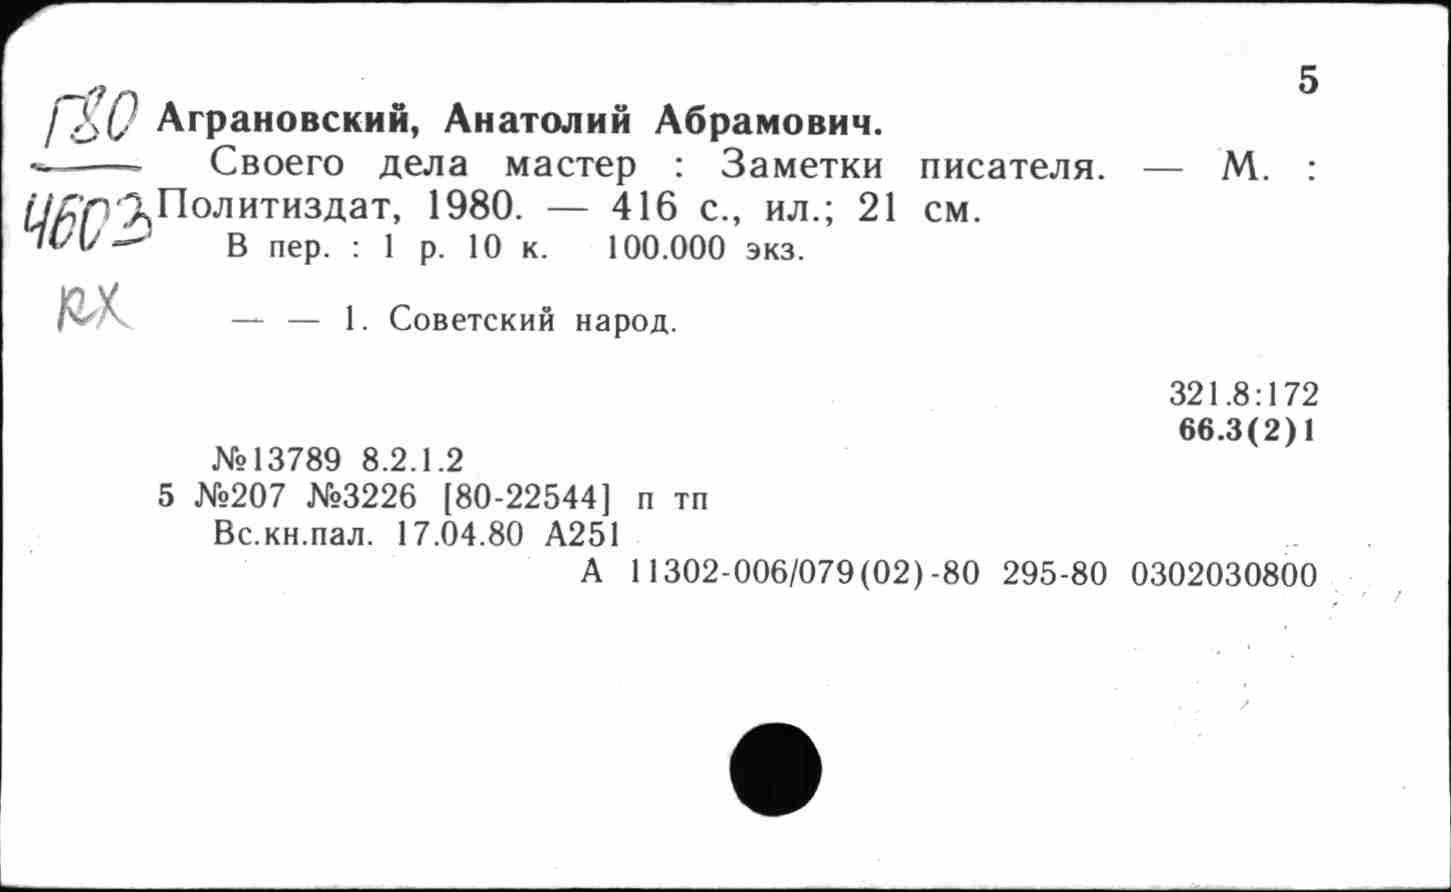 5
Г80 Аграновский, Анатолий Абрамович.
Своего дела мастер : Заметки писателя. — М. :
4603 Политиздат, 1980. — 416 с., ил.; 21 см.
В пер. : 1 р. 10 к. 100.000 экз.
КХ
— — 1. Советский народ.
321.8:172
66.3(2)1
№13789 8.2.1.2
5 №207 №3226 [80-22544] п тп
Вс.кн.пал. 17.04.80 А251
А 11302-006/079(02)-80 295-80 0302030800